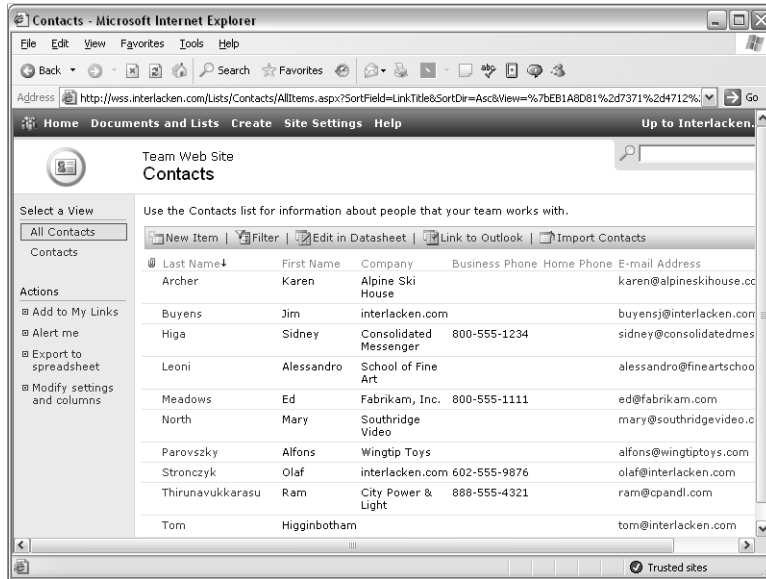 Contacts - Microsoft Internet Explorer
File Edit View Favorites Tools Help
Back Search Favorites
Address http://wss.interlacken.com/Lists/Contacts/AllItems.aspx?SortField=LinkTitle&SortDir=Asc&View=%7bEB1A8D81%2d7371%2d4712% Go
Home Documents and Lists Create Site Settings Help Up to Interlacken.
Team Web Site
Contacts
Select a View
All Contacts
Contacts
Actions
Add to My Links
Alert me
Export to
spreadsheet
Modify settings
and columns
Use the Contacts list for information about people that your team works with.
New Item | Filter | Edit in Datasheet | Link to Outlook | Import Contacts
Last Name First Name Company Business Phone Home Phone E-mail Address
Archer Karen Alpine Ski House karen@alpineskihouse.co
Buyens Jim interlacken.com buyensj@interlacken.com
Higa Sidney Consolidated Messenger 800-555-1234 sidney@consolidatedmes
Leoni Alessandro School of Fine Art alessandro@fineartschoo
Meadows Ed Fabrikam, Inc. 800-555-1111 ed@fabrikam.com
North Mary Southridge Video mary@southridgevideo.c
Parovszky Alfons Wingtip Toys alfons@wingtiptoys.com
Stronczyk Olaf interlacken.com 602-555-9876 olaf@interlacken.com
Thirunavukkarasu Ram City Power & Light 888-555-4321 ram@cpandl.com
Tom Higginbotham tom@interlacken.com
Trusted sites